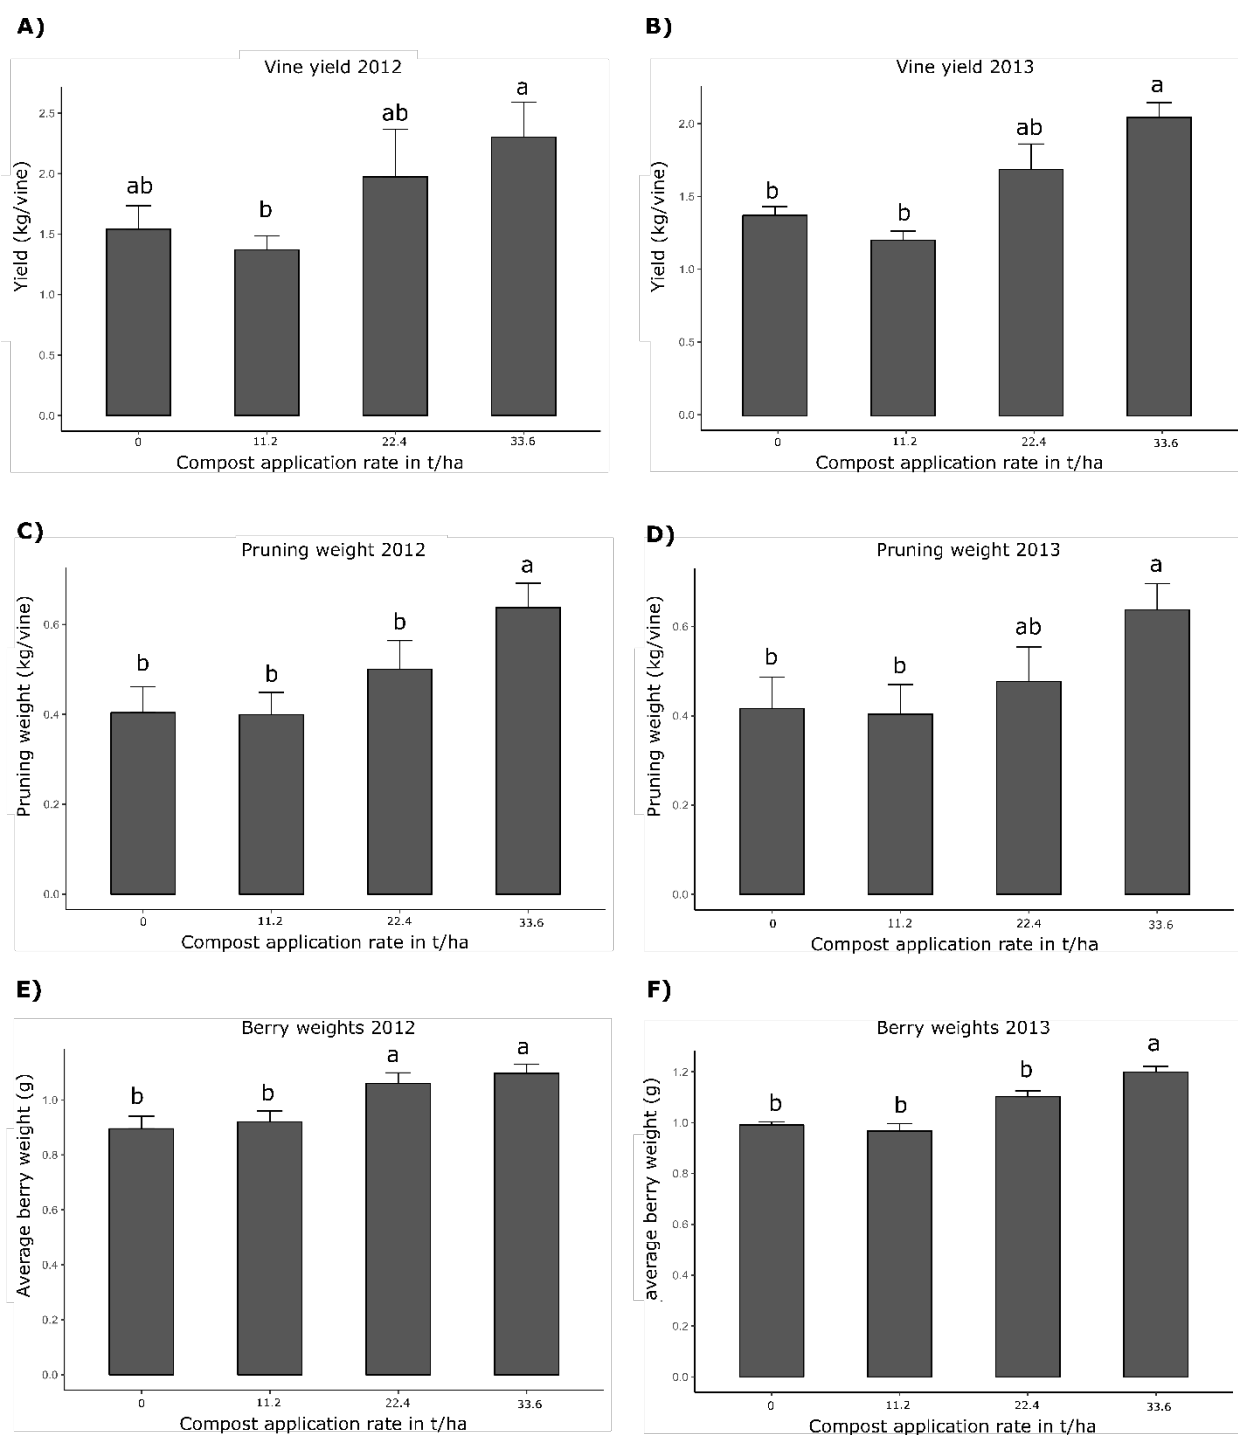 A)
Vine yield 2012
Yield (kg/vine)
2.5
2.0
1.5
1.0
0.5
0.0
ab
b
ab
a
0 11.2 22.4 33.6
Compost application rate in t/ha
B)
Vine yield 2013
Yield (kg/vine)
2.0
1.5
1.0
0.5
0.0
b
b
ab
a
0 11.2 22.4 33.6
Compost application rate in t/ha
C)
Pruning weight 2012
Pruning weight (kg/vine)
0.6
0.4
0.2
0.0
b
b
b
a
0 11.2 22.4 33.6
Compost application rate in t/ha
D)
Pruning weight 2013
Pruning weight (kg/vine)
0.6
0.4
0.2
0.0
b
b
ab
a
0 11.2 22.4 33.6
Compost application rate in t/ha
E)
Berry weights 2012
Average berry weight (g)
1.0
0.8
0.6
0.4
0.2
0.0
b
b
a
a
0 11.2 22.4 33.6
Compost application rate in t/ha
F)
Berry weights 2013
average berry weight (g)
1.2
1.0
0.8
0.6
0.4
0.2
0.0
b
b
b
a
0 11.2 22.4 33.6
Compost application rate in t/ha